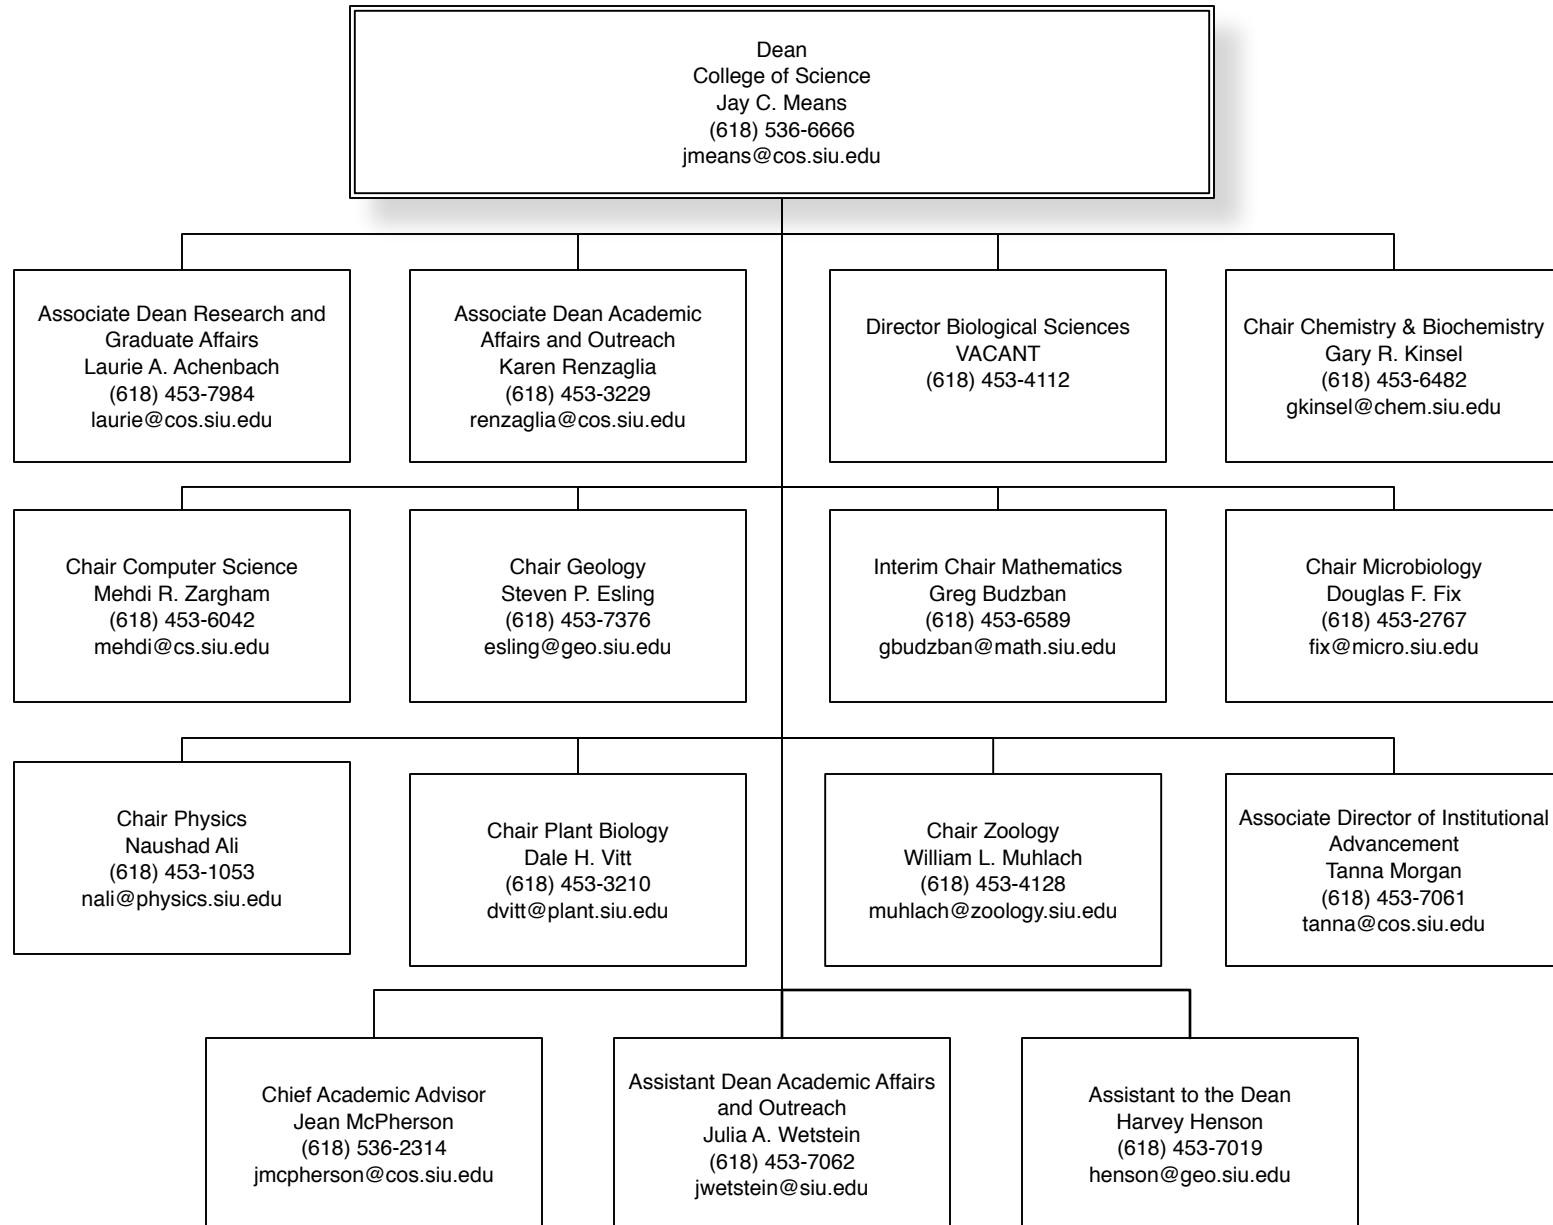 Dean
College of Science
Jay C. Means
(618) 536-6666
jmeans@cos.siu.edu
Associate Dean Research and
Graduate Affairs
Laurie A. Achenbach
(618) 453-7984
laurie@cos.siu.edu
Associate Dean Academic
Affairs and Outreach
Karen Renzaglia
(618) 453-3229
renzaglia@cos.siu.edu
Director Biological Sciences
VACANT
(618) 453-4112
Chair Chemistry & Biochemistry
Gary R. Kinsel
(618) 453-6482
gkinsel@chem.siu.edu
Chair Computer Science
Mehdi R. Zargham
(618) 453-6042
mehdi@cs.siu.edu
Chair Geology
Steven P. Esling
(618) 453-7376
esling@geo.siu.edu
Interim Chair Mathematics
Greg Budzban
(618) 453-6589
gbudzban@math.siu.edu
Chair Microbiology
Douglas F. Fix
(618) 453-2767
fix@micro.siu.edu
Chair Physics
Naushad Ali
(618) 453-1053
nali@physics.siu.edu
Chair Plant Biology
Dale H. Vitt
(618) 453-3210
dvitt@plant.siu.edu
Chair Zoology
William L. Muhlach
(618) 453-4128
muhlach@zoology.siu.edu
Associate Director of Institutional
Advancement
Tanna Morgan
(618) 453-7061
tanna@cos.siu.edu
Chief Academic Advisor
Jean McPherson
(618) 536-2314
jmcpherson@cos.siu.edu
Assistant Dean Academic Affairs
and Outreach
Julia A. Wetstein
(618) 453-7062
jwetstein@siu.edu
Assistant to the Dean
Harvey Henson
(618) 453-7019
henson@geo.siu.edu